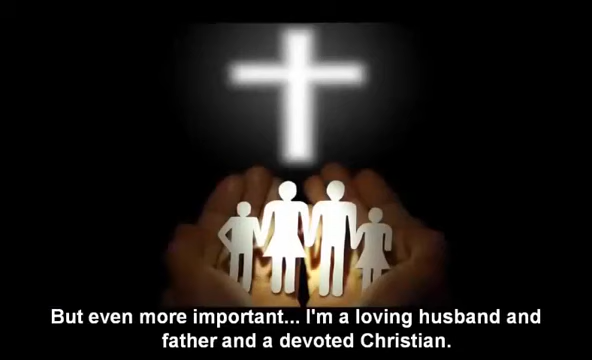 But even more important... I'm a loving husband and
father and a devoted Christian.